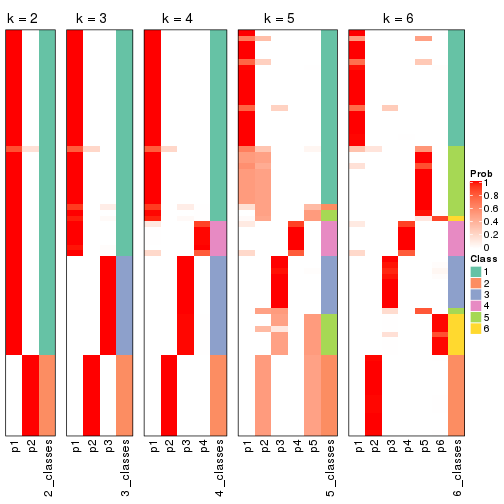 k = 2
k = 3
k = 4
k = 5
k = 6
p1
p2
2_classes
p1
p2
p3
3_classes
p1
p2
p3
p4
4_classes
p1
p2
p3
p4
p5
5_classes
p1
p2
p3
p4
p5
p6
6_classes
Prob
1
0.8
0.6
0.4
0.2
0
Class
1
2
3
4
5
6